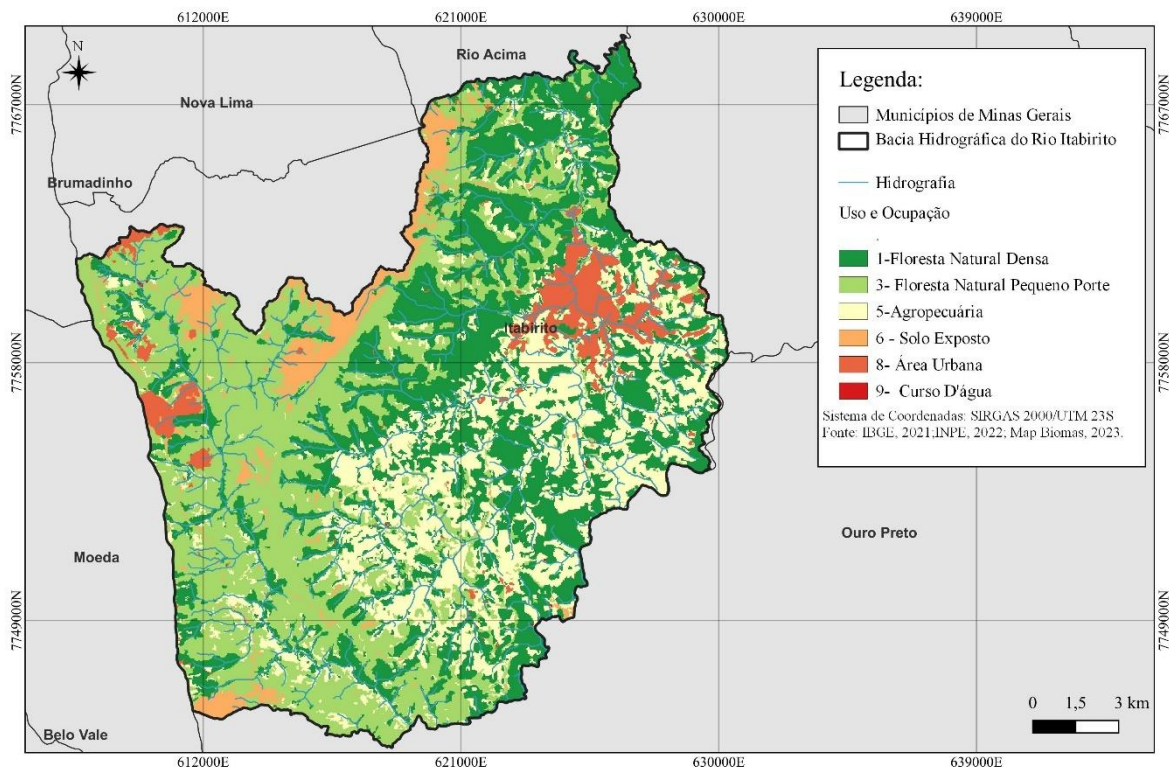 612000E 621000E 630000E 639000E
N
Rio Acima
Nova Lima
7767000N
7767000N
Brumadinho
Legenda:
Municípios de Minas Gerais
Bacia Hidrográfica do Rio Itabirito
Hidrografia
Uso e Ocupação
.
1-Floresta Natural Densa
3- Floresta Natural Pequeno Porte
5-Agropecuária
6 - Solo Exposto
8- Área Urbana
9- Curso D'água
Sistema de Coordenadas: SIRGAS 2000/UTM 23S
Fonte: IBGE, 2021;INPE, 2022; Map Biomas, 2023.
Itabirito
7758000N
7758000N
Moeda
Ouro Preto
7749000N
7749000N
Belo Vale
0 1,5 3 km
612000E 621000E 630000E 639000E